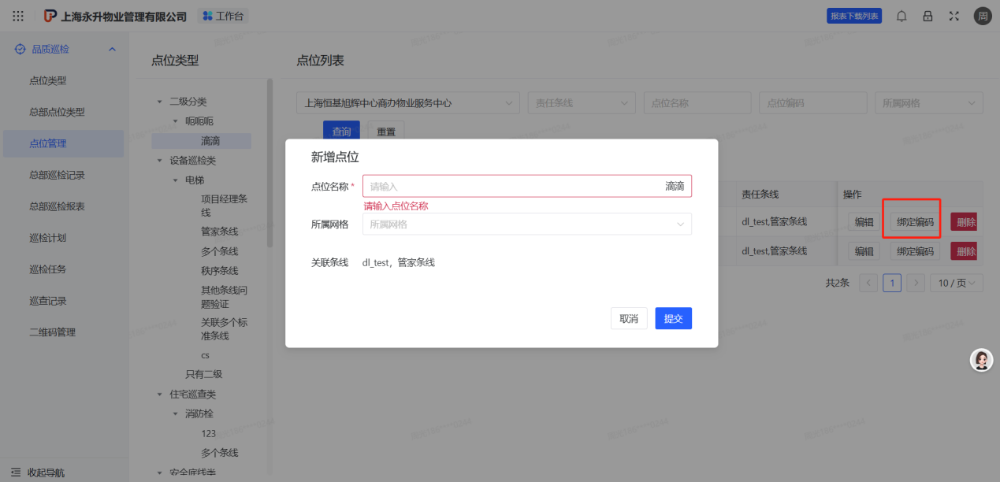 上海永升物业管理有限公司
工作台
报表下载列表
周
品质巡检
点位类型
总部点位类型
点位管理
总部巡检记录
总部巡检报表
巡检计划
巡检任务
巡查记录
二维码管理
收起导航
点位类型
二级分类
呃呃呃
滴滴
设备巡检类
电梯
项目经理条
线
管家条线
多个条线
秩序条线
其他条线问
题验证
关联多个标
准条线
cs
只有二级
住宅巡查类
消防栓
123
多个条线
安全底线类
点位列表
上海恒基旭辉中心商办物业服务中心
责任条线
点位名称
点位编码
所属网格
查询
重置
责任条线
操作
dl_test,管家条线
编辑
绑定编码
删除
dl_test,管家条线
编辑
绑定编码
删除
共2条
1
10 / 页
新增点位
点位名称 *
请输入
滴滴
请输入点位名称
所属网格
所属网格
关联条线
dl_test，管家条线
取消
提交